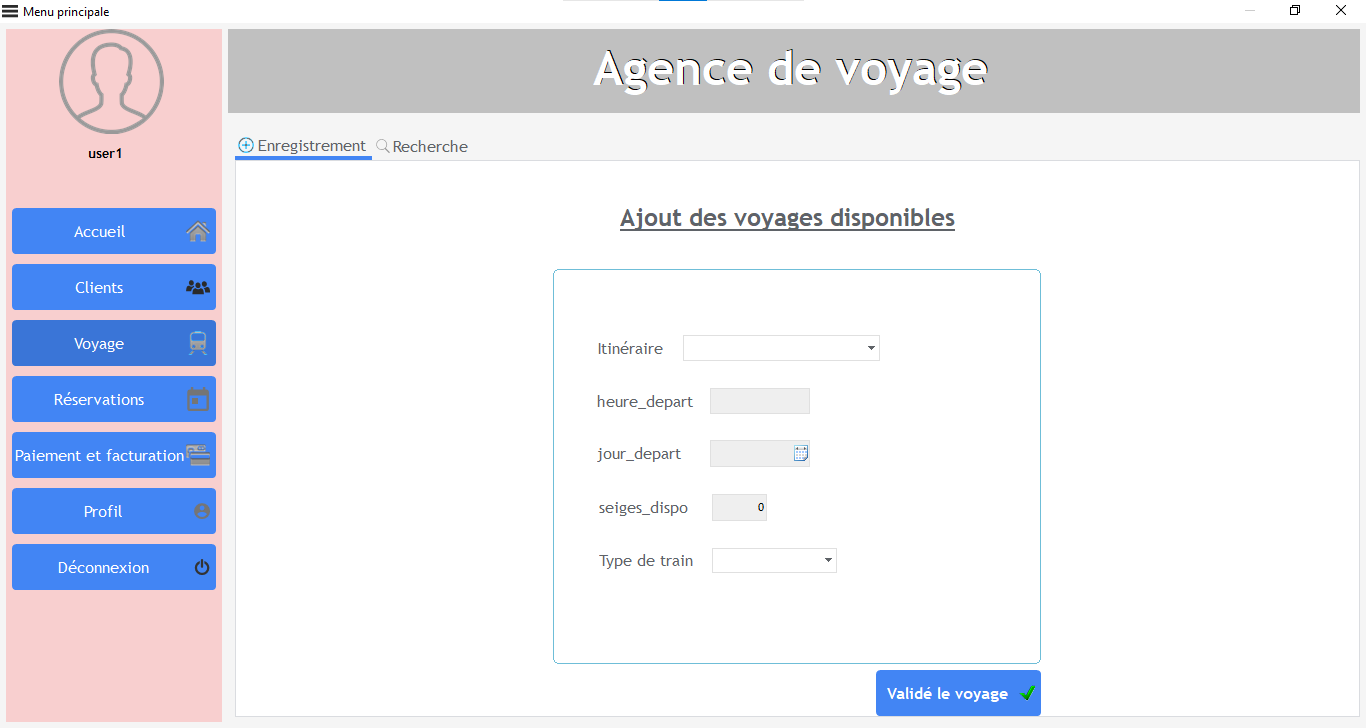 Menu principale
user1
Accueil
Clients
Voyage
Réservations
Paiement et facturation
Profil
Déconnexion
Agence de voyage
Enregistrement Recherche
Ajout des voyages disponibles
Itinéraire
heure_depart
jour_depart
seiges_dispo 0
Type de train
Validé le voyage